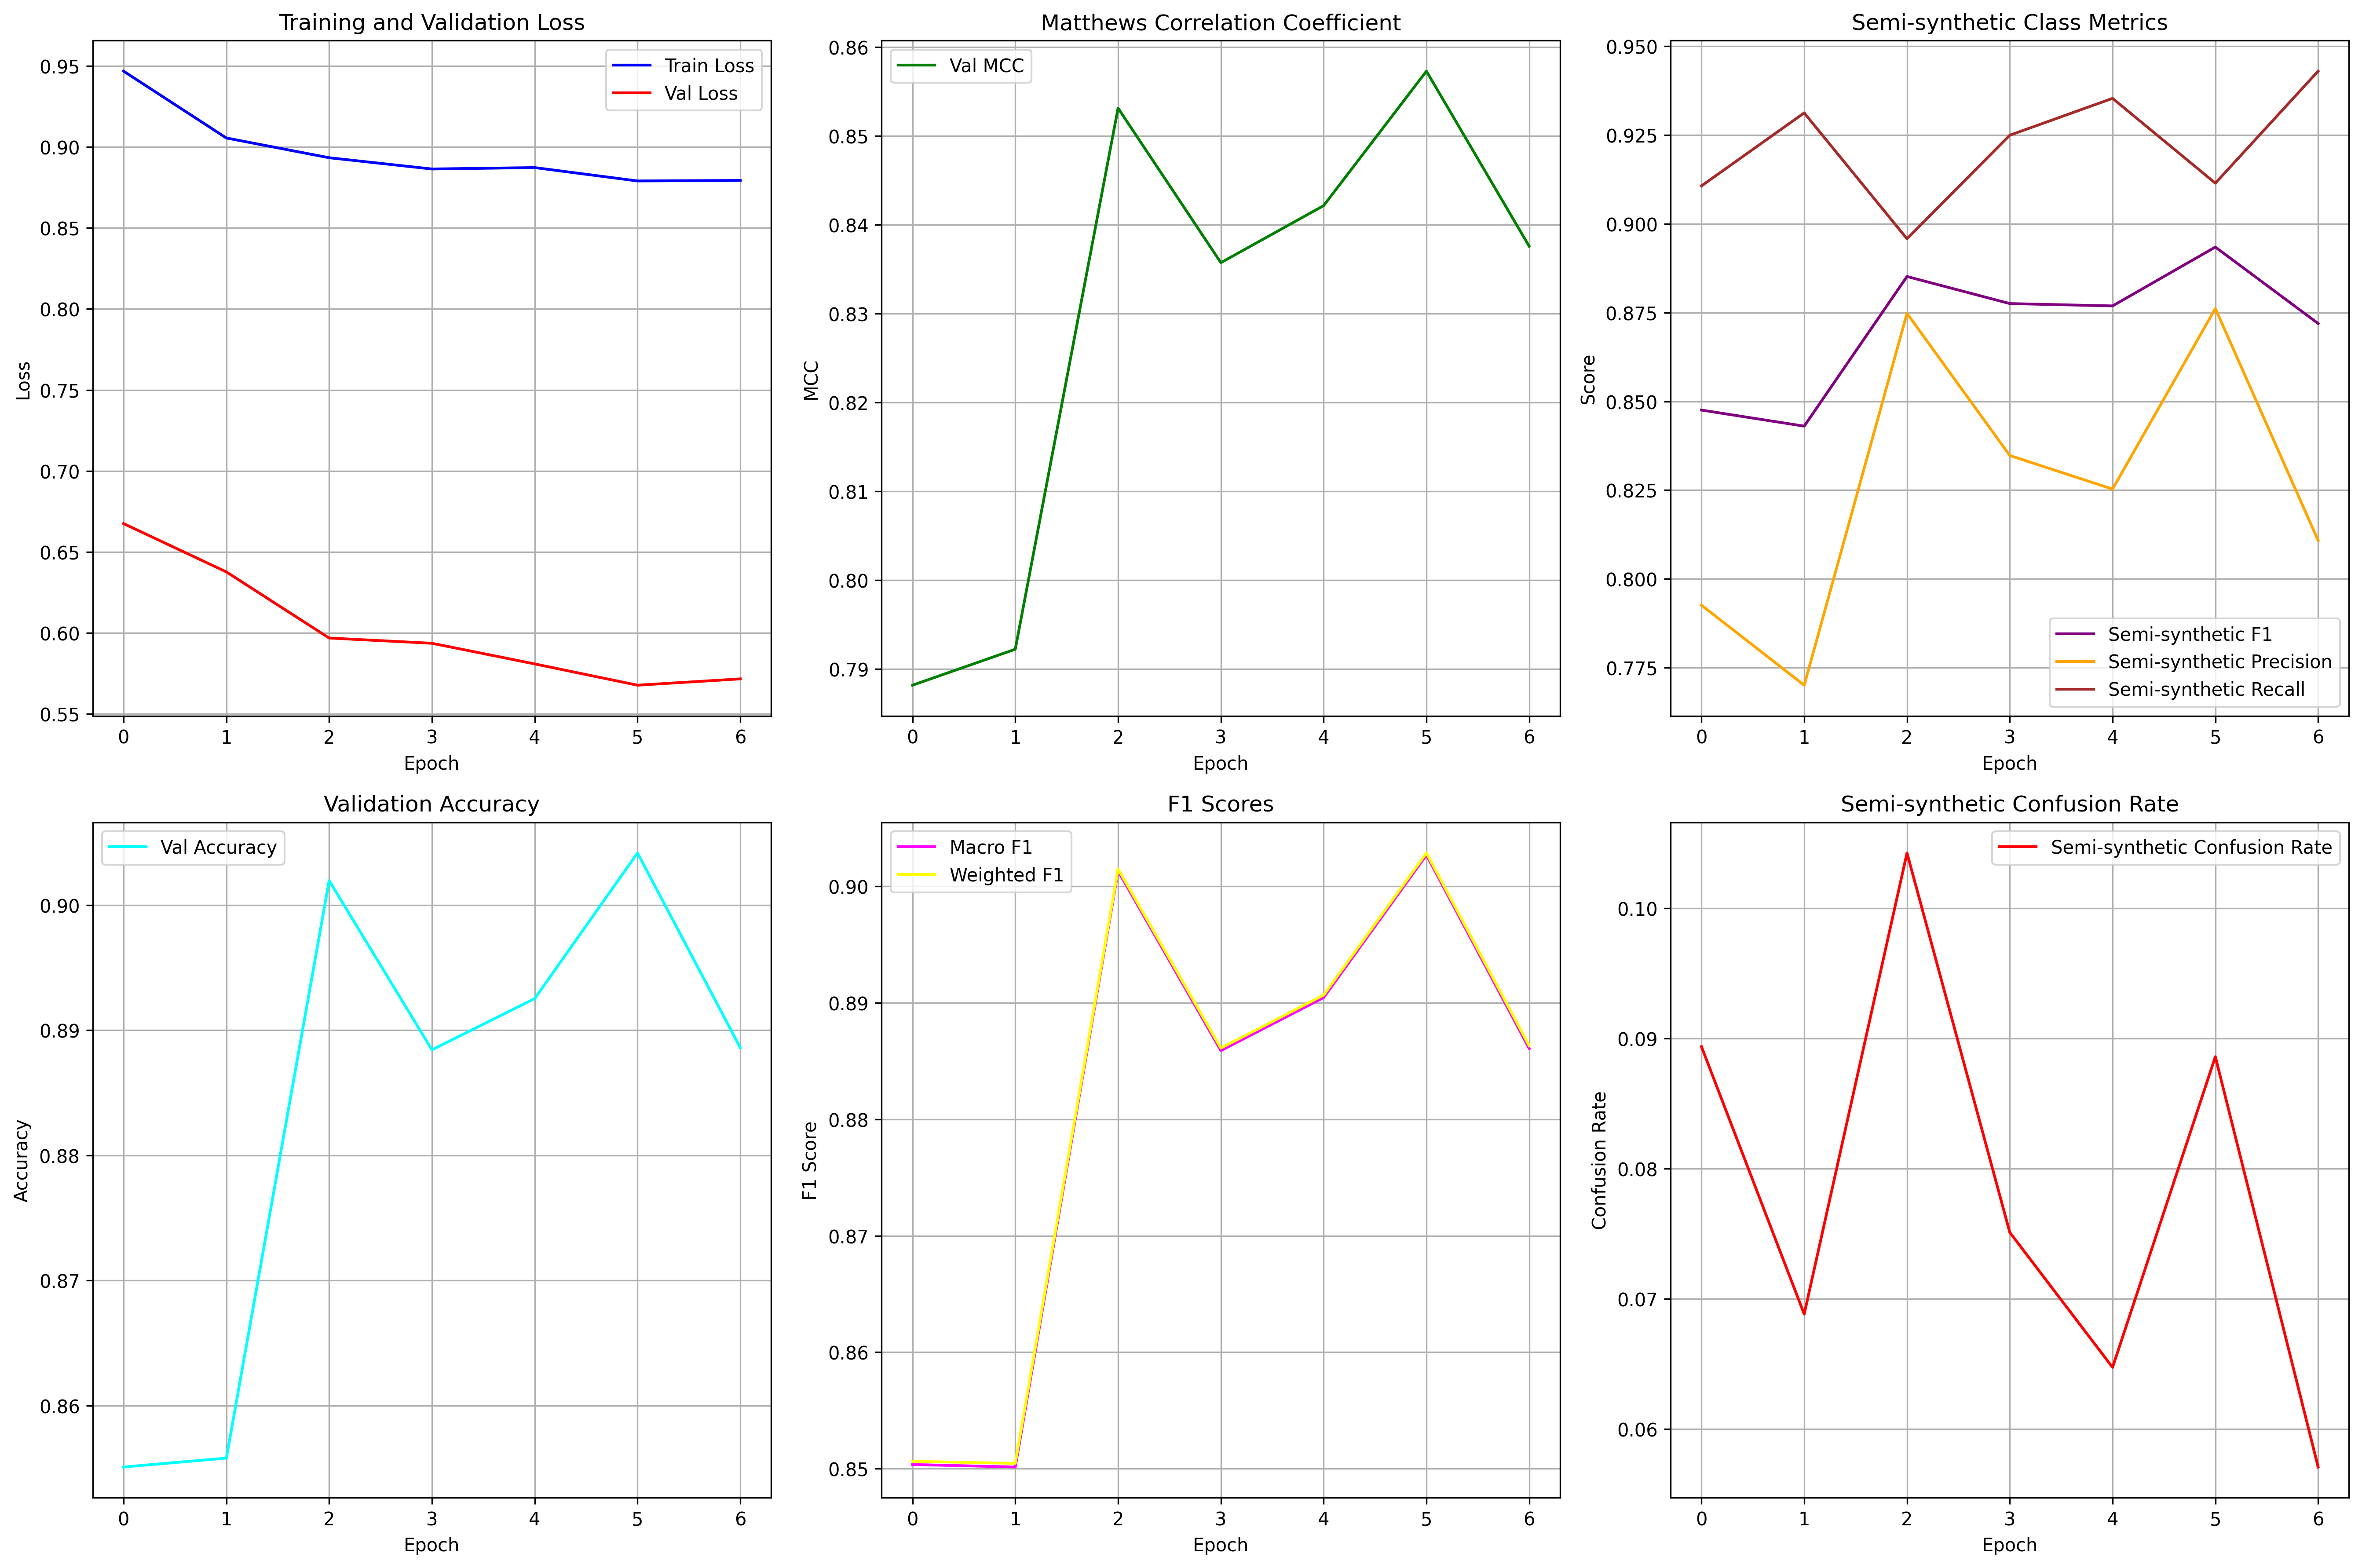 Training and Validation Loss
Train Loss
Val Loss
0.95
0.90
0.85
0.80
0.75
0.70
0.65
0.60
0.55
Loss
0 1 2 3 4 5 6
Epoch
Matthews Correlation Coefficient
Val MCC
0.86
0.85
0.84
0.83
0.82
0.81
0.80
0.79
MCC
0 1 2 3 4 5 6
Epoch
Semi-synthetic Class Metrics
0.950
0.925
0.900
0.875
0.850
0.825
0.800
0.775
Score
Semi-synthetic F1
Semi-synthetic Precision
Semi-synthetic Recall
0 1 2 3 4 5 6
Epoch
Validation Accuracy
Val Accuracy
0.90
0.89
0.88
0.87
0.86
Accuracy
0 1 2 3 4 5 6
Epoch
F1 Scores
Macro F1
Weighted F1
0.90
0.89
0.88
0.87
0.86
0.85
F1 Score
0 1 2 3 4 5 6
Epoch
Semi-synthetic Confusion Rate
Semi-synthetic Confusion Rate
0.10
0.09
0.08
0.07
0.06
Confusion Rate
0 1 2 3 4 5 6
Epoch